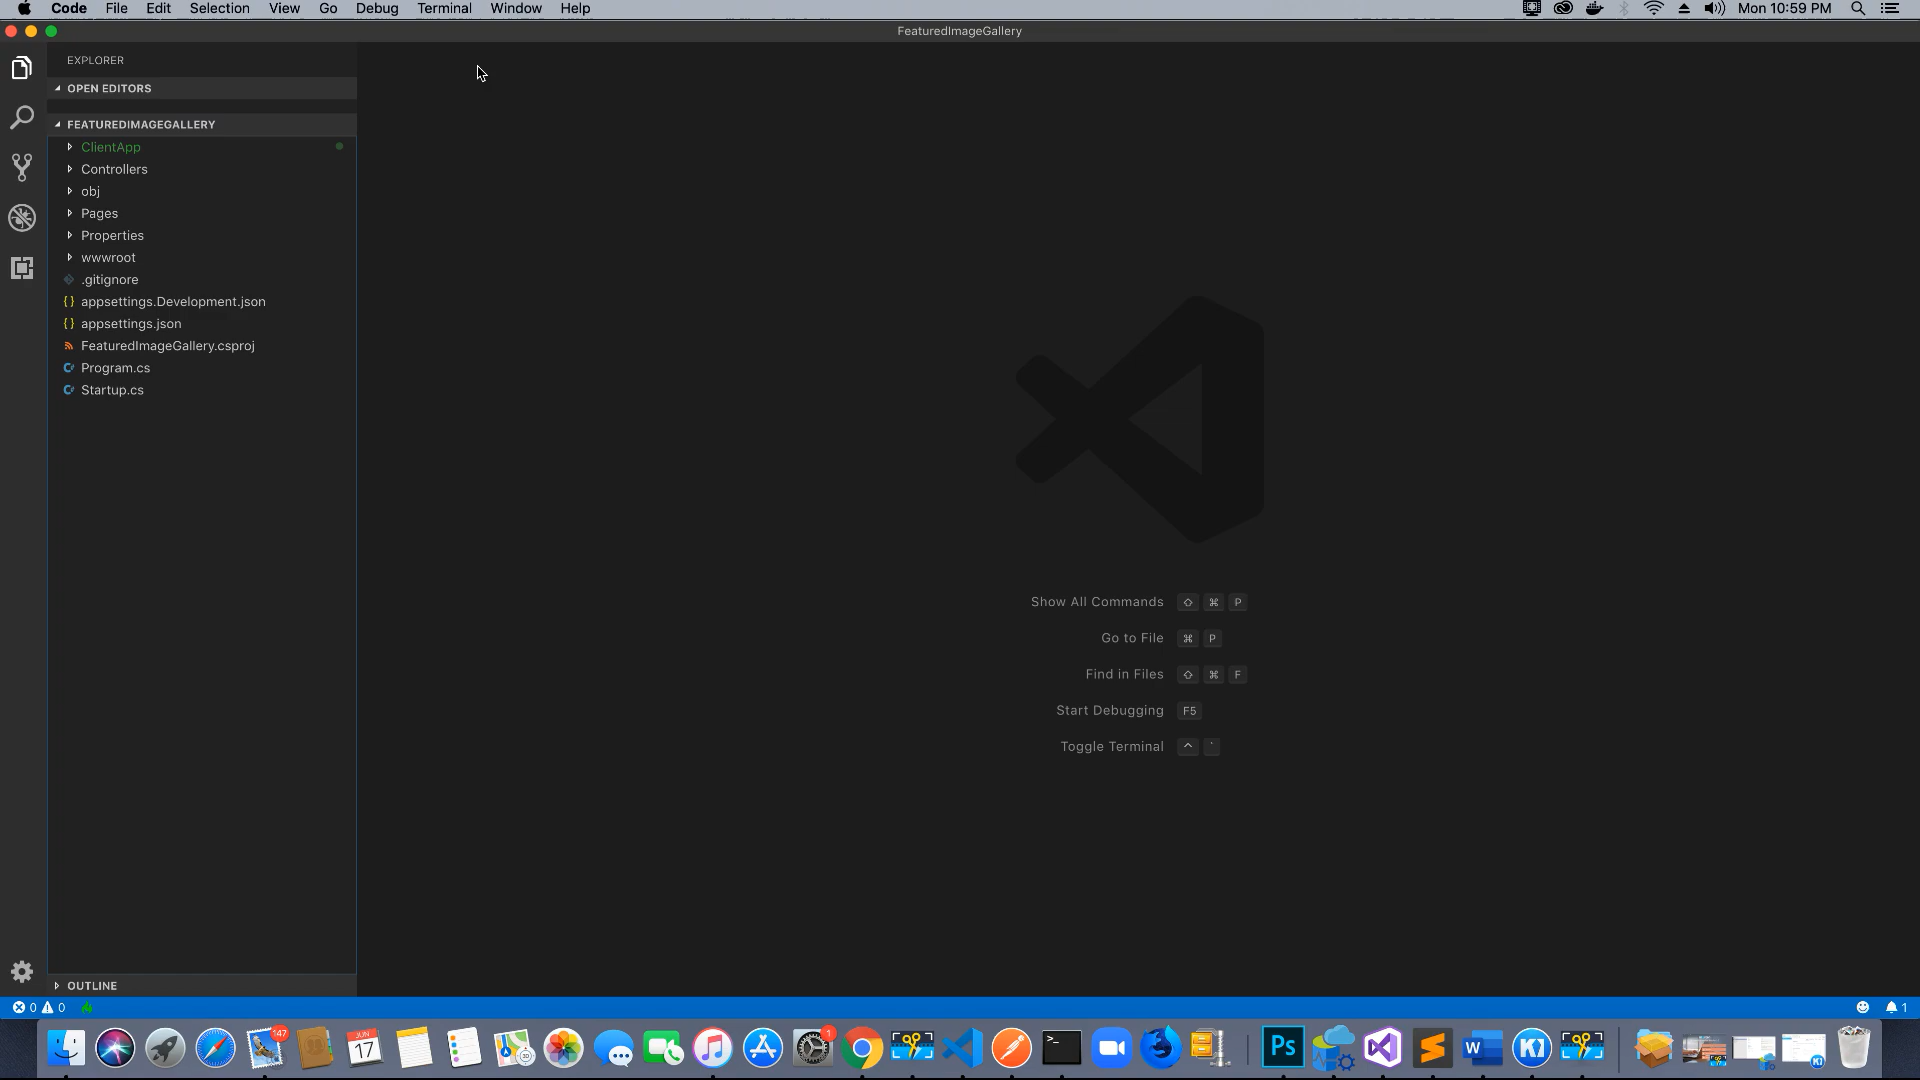 Code File Edit Selection View Go Debug Terminal Window Help
Mon 10:59 PM
FeaturedImageGallery
EXPLORER
OPEN EDITORS
FEATUREDIMAGEGALLERY
ClientApp
Controllers
obj
Pages
Properties
wwwroot
.gitignore
{ } appsettings.Development.json
{ } appsettings.json
FeaturedImageGallery.csproj
C# Program.cs
C# Startup.cs
Show All Commands ⇧ ⌘ P
Go to File ⌘ P
Find in Files ⇧ ⌘ F
Start Debugging F5
Toggle Terminal ^ `
OUTLINE
0 0
1
147
JUN
17
3D
1
>_
Ps
W
KI